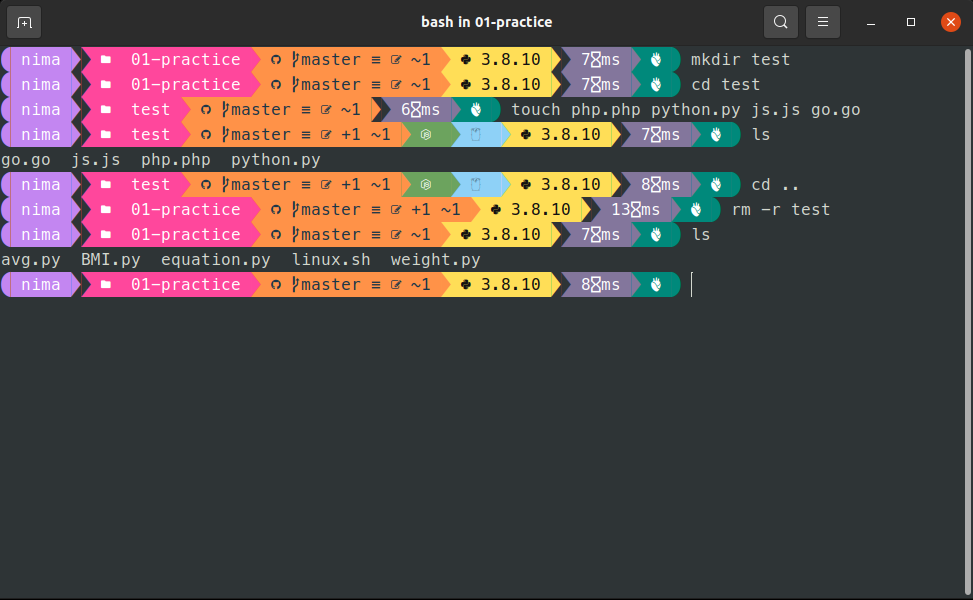 bash in 01-practice
nima 01-practice master ≡ ~1 3.8.10 7ms mkdir test
nima 01-practice master ≡ ~1 3.8.10 7ms cd test
nima test master ≡ ~1 6ms touch php.php python.py js.js go.go
nima test master ≡ +1 ~1 3.8.10 7ms ls
go.go js.js php.php python.py
nima test master ≡ +1 ~1 3.8.10 8ms cd ..
nima 01-practice master ≡ +1 ~1 3.8.10 13ms rm -r test
nima 01-practice master ≡ ~1 3.8.10 7ms ls
avg.py BMI.py equation.py linux.sh weight.py
nima 01-practice master ≡ ~1 3.8.10 8ms